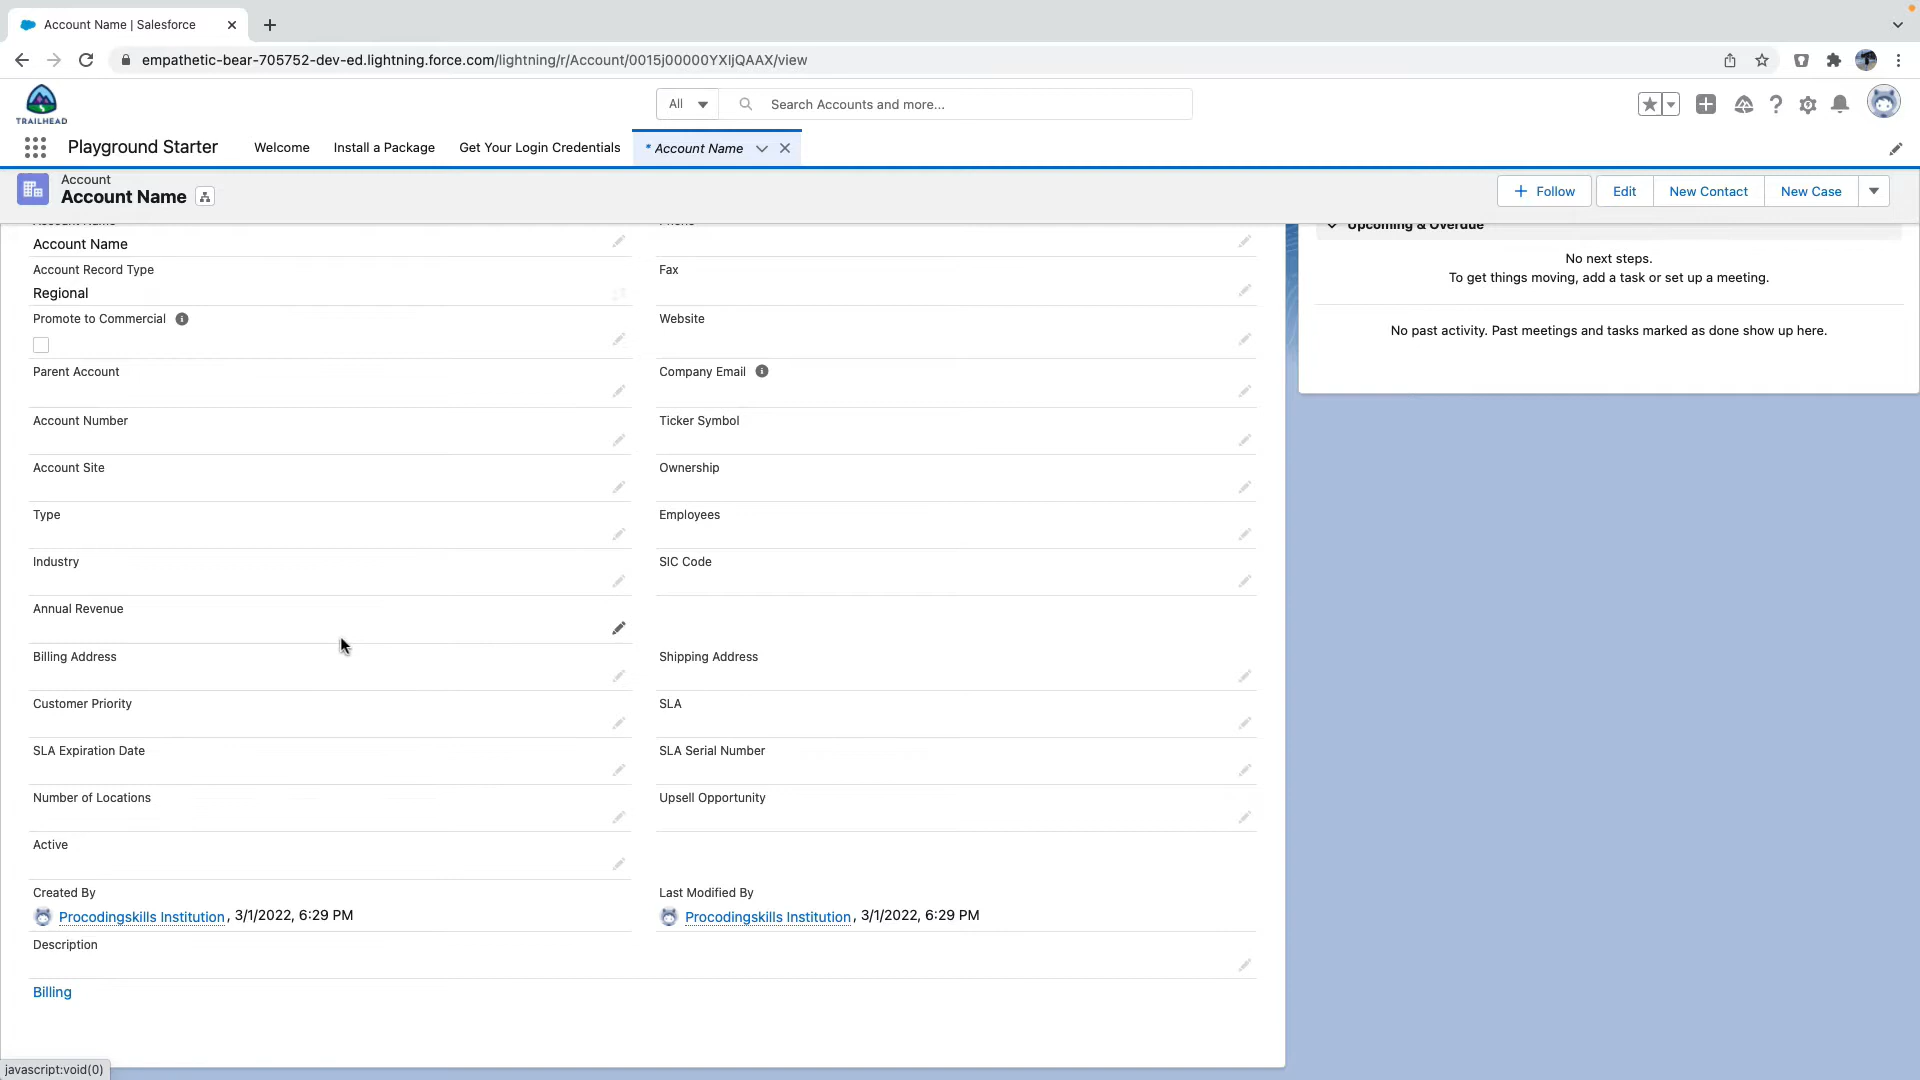 Account Name | Salesforce
empathetic-bear-705752-dev-ed.lightning.force.com/lightning/r/Account/0015j00000YXIjQAAX/view
TRAILHEAD
All
Search Accounts and more...
Playground Starter
Welcome
Install a Package
Get Your Login Credentials
* Account Name
Account
Account Name
Follow
Edit
New Contact
New Case
Account Name
Phone
Upcoming & Overdue
Account Name
No next steps.
To get things moving, add a task or set up a meeting.
Account Record Type
Fax
Regional
Promote to Commercial
Website
No past activity. Past meetings and tasks marked as done show up here.
Parent Account
Company Email
Account Number
Ticker Symbol
Account Site
Ownership
Type
Employees
Industry
SIC Code
Annual Revenue
Billing Address
Shipping Address
Customer Priority
SLA
SLA Expiration Date
SLA Serial Number
Number of Locations
Upsell Opportunity
Active
Created By
Last Modified By
Procodingskills Institution, 3/1/2022, 6:29 PM
Procodingskills Institution, 3/1/2022, 6:29 PM
Description
Billing
javascript:void(0)